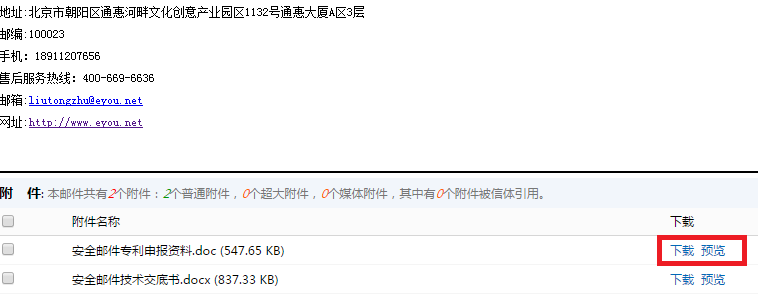 地址:北京市朝阳区通惠河畔文化创意产业园区1132号通惠大厦A区3层
邮编:100023
手机：18911207656
售后服务热线：400-669-6636
邮箱:liutongzhu@eyou.net
网址:http://www.eyou.net
附 件: 本邮件共有2个附件：2个普通附件，0个超大附件，0个媒体附件，其中有0个附件被信体引用。
附件名称 下载
安全邮件专利申报资料.doc (547.65 KB) 下载 预览
安全邮件技术交底书.docx (837.33 KB) 下载 预览